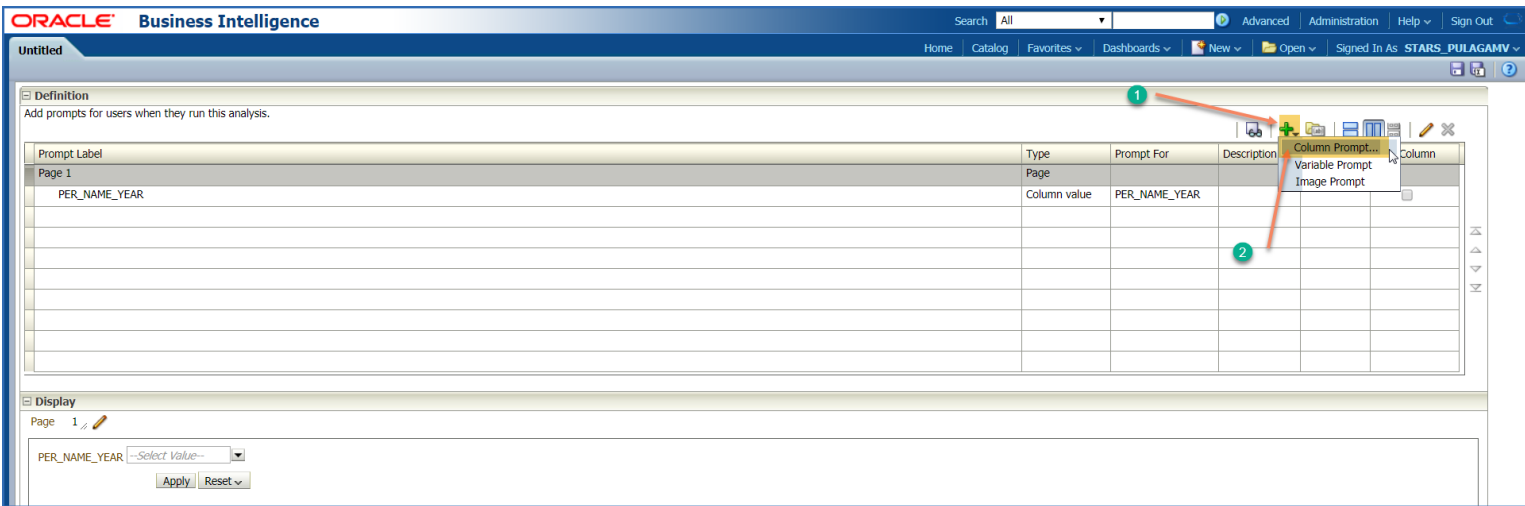 ORACLE Business Intelligence Search All Advanced Administration Help Sign Out
Untitled Home Catalog Favorites Dashboards New Open Signed In As STARS_PULAGAMV
Definition
Add prompts for users when they run this analysis.
1
Prompt Label Type Prompt For Description Column
Column Prompt...
Variable Prompt
Image Prompt
Page 1 Page
PER_NAME_YEAR Column value PER_NAME_YEAR
2
Display
Page 1
PER_NAME_YEAR --Select Value--
Apply Reset